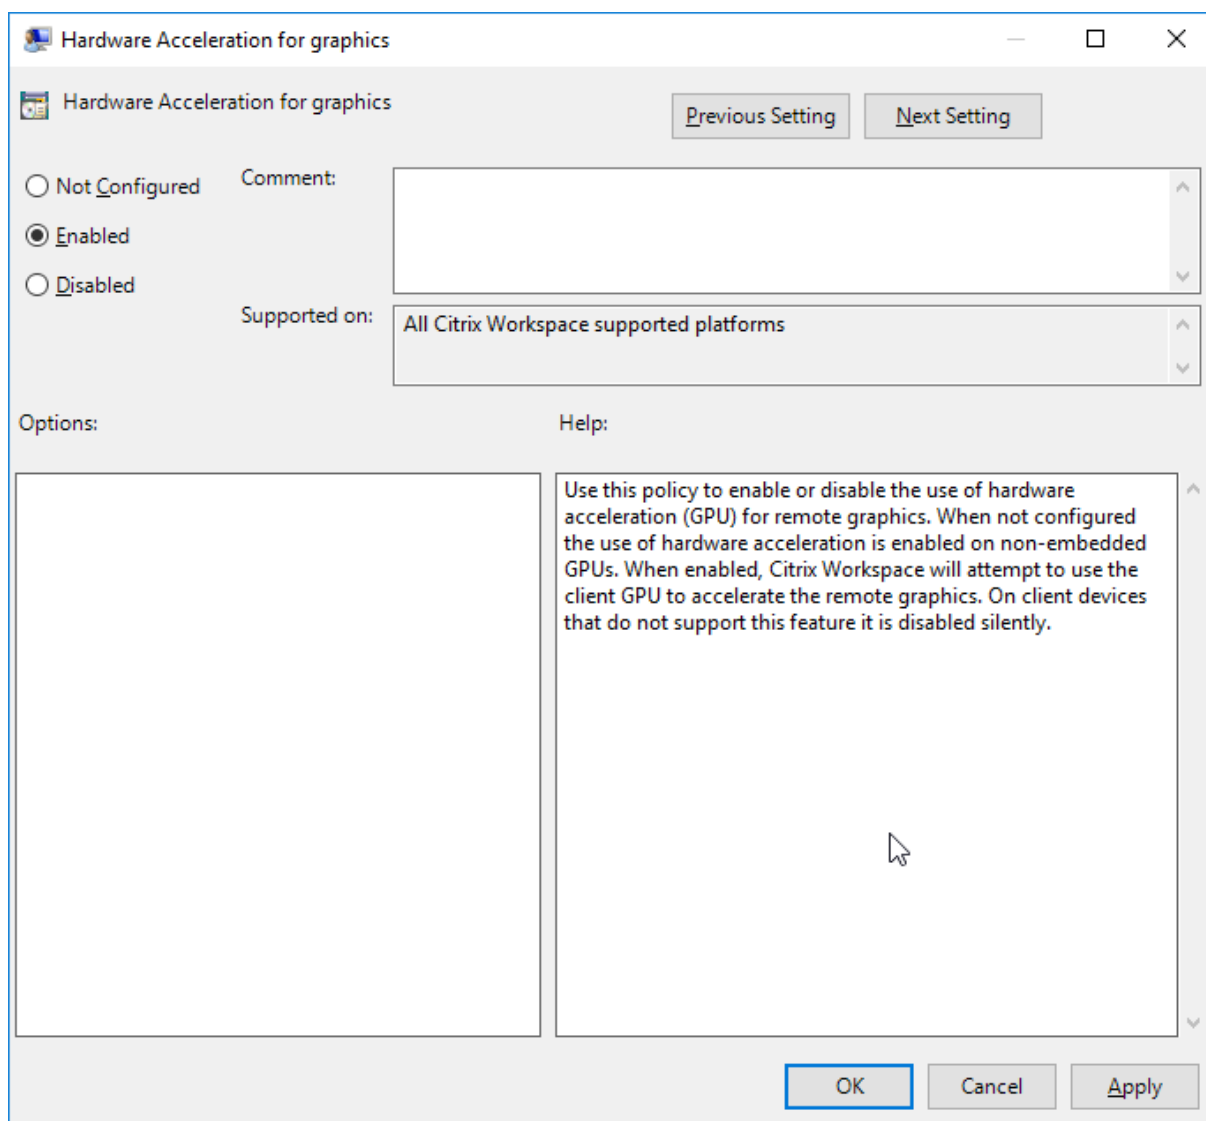 Hardware Acceleration for graphics
Hardware Acceleration for graphics
Previous Setting
Next Setting
Not Configured
Comment:
Enabled
Disabled
Supported on:
All Citrix Workspace supported platforms
Options:
Help:
Use this policy to enable or disable the use of hardware
acceleration (GPU) for remote graphics. When not configured
the use of hardware acceleration is enabled on non-embedded
GPUs. When enabled, Citrix Workspace will attempt to use the
client GPU to accelerate the remote graphics. On client devices
that do not support this feature it is disabled silently.
OK
Cancel
Apply